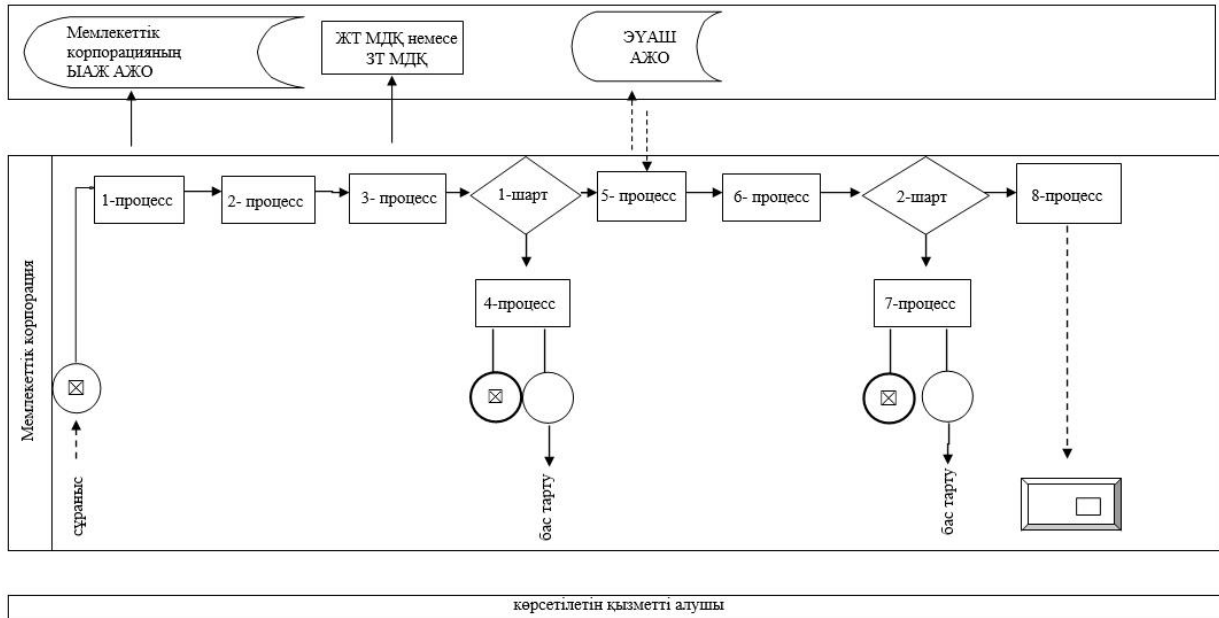 Мемлекеттік
корпорацияның
ЫАЖ АЖО
ЖТ МДҚ немесе
ЗТ МДҚ
ЭҮАШ
АЖО
Мемлекеттік корпорация
1-процесс
2- процесс
3- процесс
1-шарт
5- процесс
6- процесс
2-шарт
8-процесс
4-процесс
7-процесс
сұраныс
бас тарту
бас тарту
көрсетілетін қызметті алушы